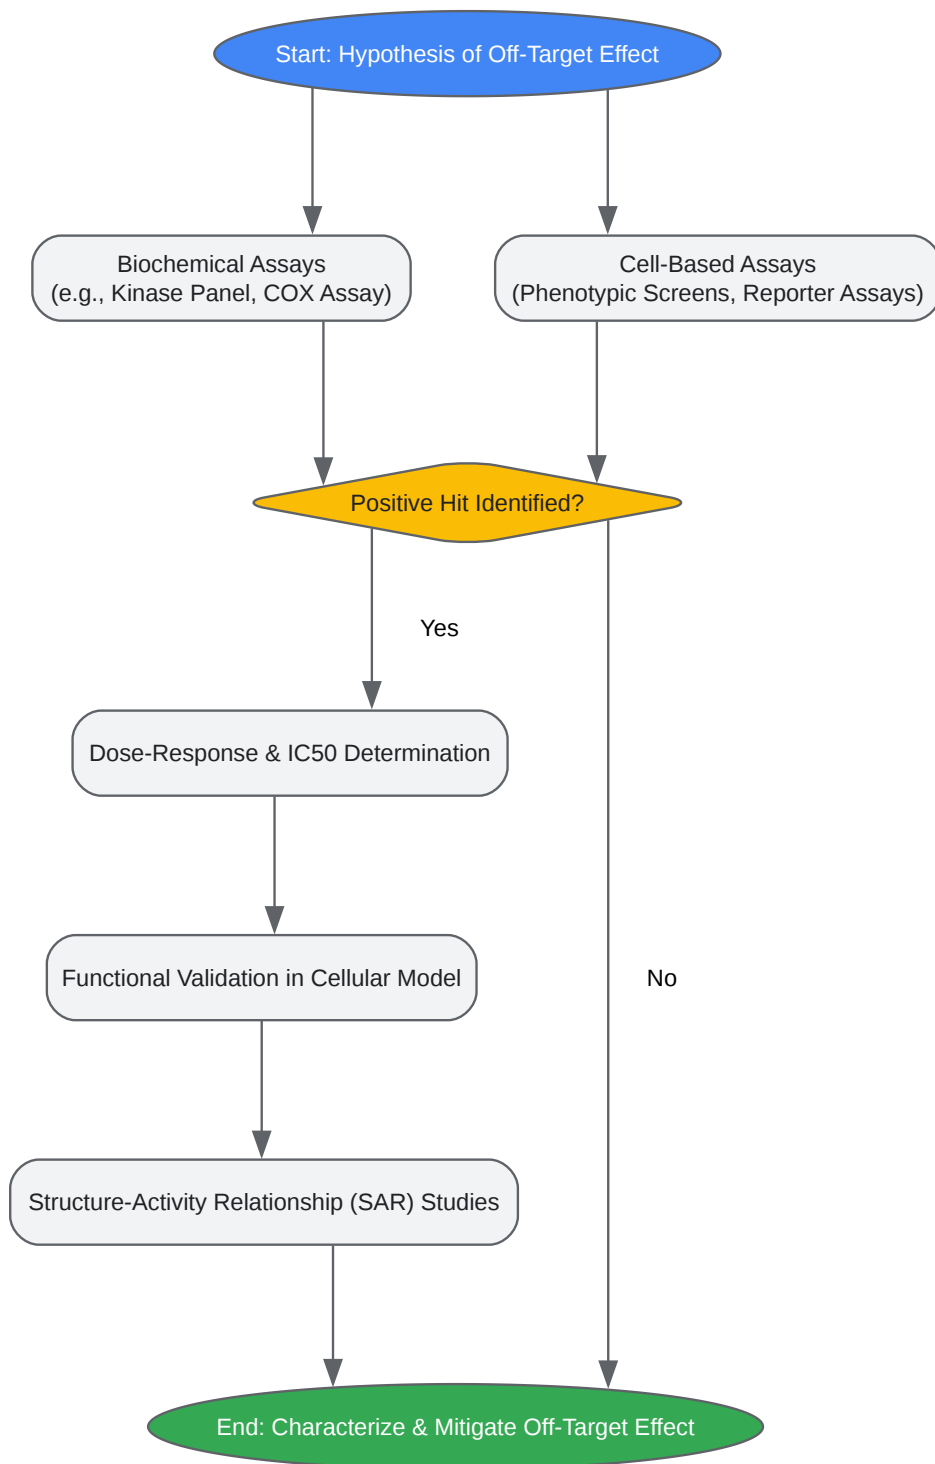 Start: Hypothesis of Off-Target Effect
Biochemical Assays
(e.g., Kinase Panel, COX Assay)
Cell-Based Assays
(Phenotypic Screens, Reporter Assays)
Positive Hit Identified?
Yes
Dose-Response & IC50 Determination
Functional Validation in Cellular Model
No
Structure-Activity Relationship (SAR) Studies
End: Characterize & Mitigate Off-Target Effect